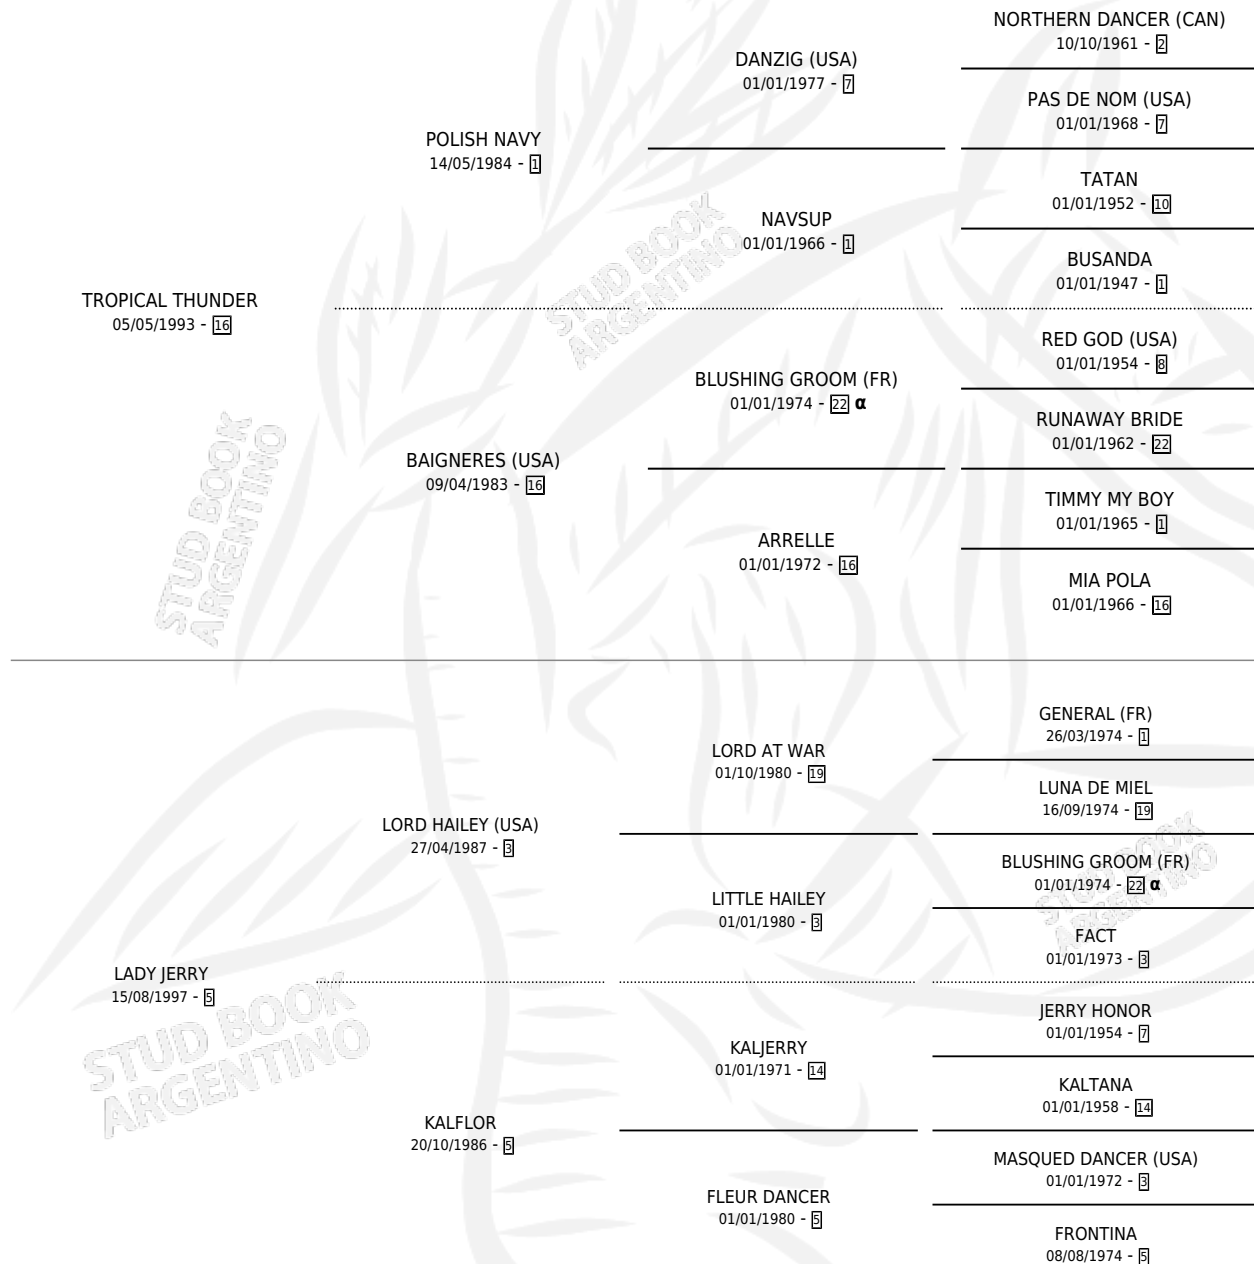 NORTHERN DANCER (CAN)
10/10/1961 - 2
DANZIG (USA)
01/01/1977 - 7
PAS DE NOM (USA)
01/01/1968 - 7
POLISH NAVY
14/05/1984 - 1
TATAN
01/01/1952 - 10
NAVSUP
01/01/1966 - 1
BUSANDA
01/01/1947 - 1
TROPICAL THUNDER
05/05/1993 - 16
RED GOD (USA)
01/01/1954 - 8
BLUSHING GROOM (FR)
01/01/1974 - 22 α
RUNAWAY BRIDE
01/01/1962 - 22
BAIGNERES (USA)
09/04/1983 - 16
TIMMY MY BOY
01/01/1965 - 1
ARRELLE
01/01/1972 - 16
MIA POLA
01/01/1966 - 16
GENERAL (FR)
26/03/1974 - 1
LORD AT WAR
01/10/1980 - 19
LUNA DE MIEL
16/09/1974 - 19
LORD HAILEY (USA)
27/04/1987 - 3
BLUSHING GROOM (FR)
01/01/1974 - 22 α
LITTLE HAILEY
01/01/1980 - 3
FACT
01/01/1973 - 3
LADY JERRY
15/08/1997 - 5
JERRY HONOR
01/01/1954 - 7
KALJERRY
01/01/1971 - 14
KALTANA
01/01/1958 - 14
KALFLOR
20/10/1986 - 5
MASQUED DANCER (USA)
01/01/1972 - 3
FLEUR DANCER
01/01/1980 - 5
FRONTINA
08/08/1974 - 5
STUD BOOK
ARGENTINO
STUD BOOK
ARGENTINO
STUD BOOK
ARGENTINO
STUD BOOK
ARGENTINO